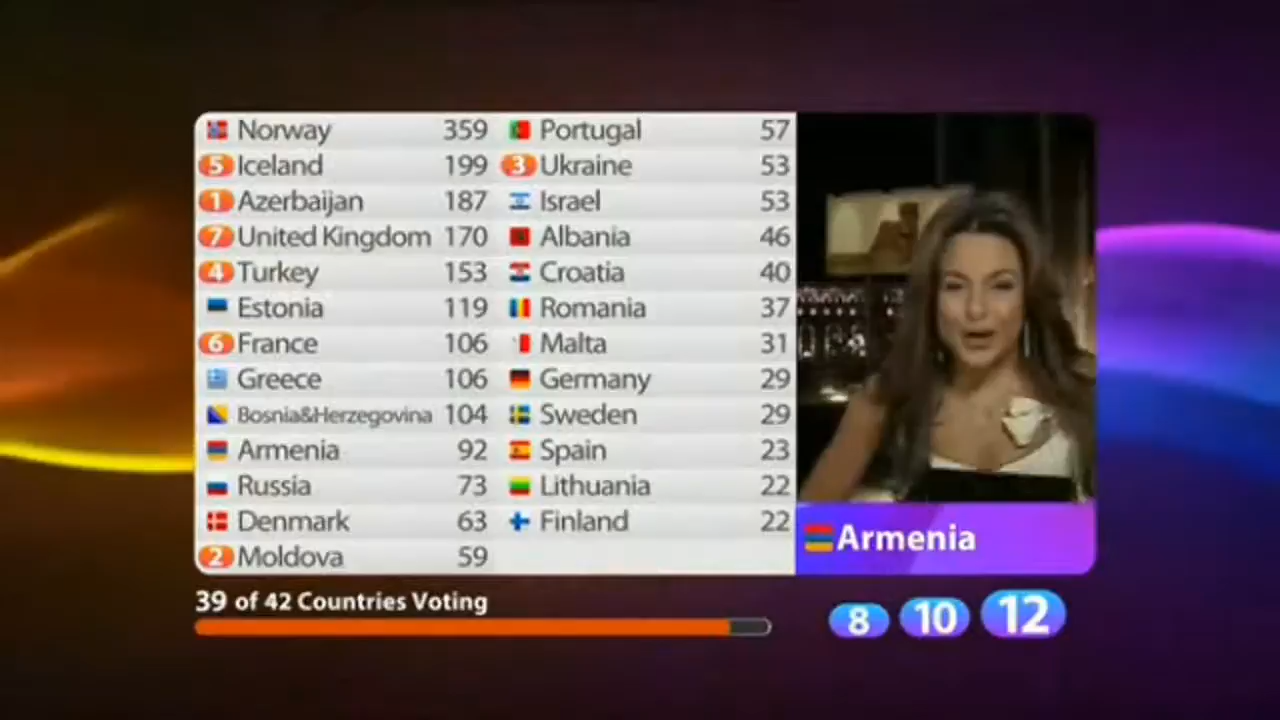 Norway 359
5 Iceland 199
1 Azerbaijan 187
7 United Kingdom 170
4 Turkey 153
Estonia 119
6 France 106
Greece 106
Bosnia&Herzegovina 104
Armenia 92
Russia 73
Denmark 63
2 Moldova 59
Portugal 57
3 Ukraine 53
Israel 53
Albania 46
Croatia 40
Romania 37
Malta 31
Germany 29
Sweden 29
Spain 23
Lithuania 22
Finland 22
Armenia
39 of 42 Countries Voting
8 10 12